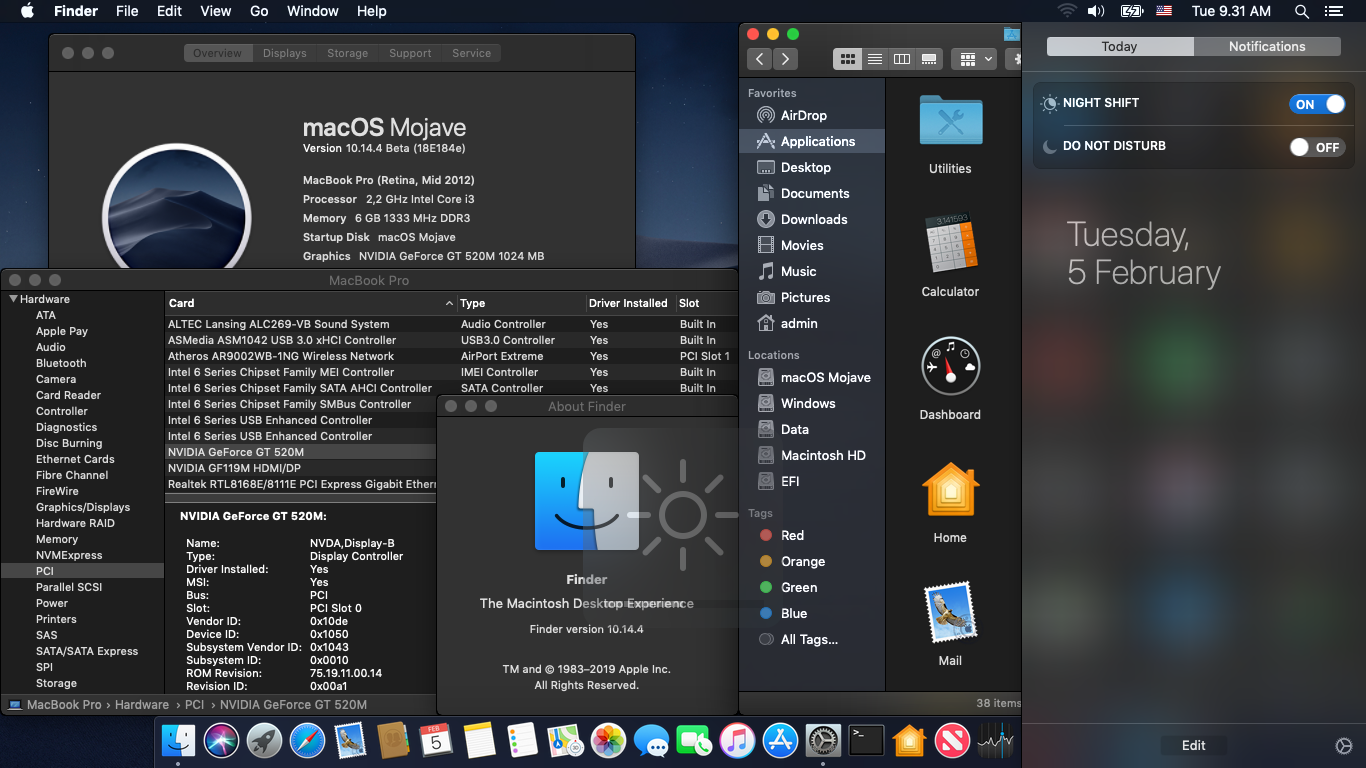 Finder File Edit View Go Window Help
Tue 9.31 AM
Overview Displays Storage Support Service
macOS Mojave
Version 10.14.4 Beta (18E184e)
MacBook Pro (Retina, Mid 2012)
Processor 2,2 GHz Intel Core i3
Memory 6 GB 1333 MHz DDR3
Startup Disk macOS Mojave
Graphics NVIDIA GeForce GT 520M 1024 MB
MacBook Pro
Hardware
ATA
Apple Pay
Audio
Bluetooth
Camera
Card Reader
Controller
Diagnostics
Disc Burning
Ethernet Cards
Fibre Channel
FireWire
Graphics/Displays
Hardware RAID
Memory
NVMExpress
PCI
Parallel SCSI
Power
Printers
SAS
SATA/SATA Express
SPI
Storage
Card Type Driver Installed Slot
ALTEC Lansing ALC269-VB Sound System Audio Controller Yes Built In
ASMedia ASM1042 USB 3.0 xHCI Controller USB3.0 Controller Yes Built In
Atheros AR9002WB-1NG Wireless Network AirPort Extreme Yes PCI Slot 1
Intel 6 Series Chipset Family MEI Controller IMEI Controller Yes Built In
Intel 6 Series Chipset Family SATA AHCI Controller SATA Controller Yes Built In
Intel 6 Series Chipset Family SMBus Controller
Intel 6 Series USB Enhanced Controller
Intel 6 Series USB Enhanced Controller
NVIDIA GeForce GT 520M
NVIDIA GF119M HDMI/DP
Realtek RTL8168E/8111E PCI Express Gigabit Ether
NVIDIA GeForce GT 520M:
Name: NVDA,Display-B
Type: Display Controller
Driver Installed: Yes
MSI: Yes
Bus: PCI
Slot: PCI Slot 0
Vendor ID: 0x10de
Device ID: 0x1050
Subsystem Vendor ID: 0x1043
Subsystem ID: 0x0010
ROM Revision: 75.19.11.00.14
Revision ID: 0x00a1
MacBook Pro › Hardware › PCI › NVIDIA GeForce GT 520M
About Finder
Finder
The Macintosh Desktop Experience
Finder version 10.14.4
TM and © 1983–2019 Apple Inc.
All Rights Reserved.
Favorites
AirDrop
Applications
Desktop
Documents
Downloads
Movies
Music
Pictures
admin
Locations
macOS Mojave
Windows
Data
Macintosh HD
EFI
Tags
Red
Orange
Green
Blue
All Tags...
Utilities
3.141593
Calculator
Dashboard
Home
Mail
38 items
Today Notifications
NIGHT SHIFT ON
DO NOT DISTURB OFF
Tuesday,
5 February
Edit
FEB
5